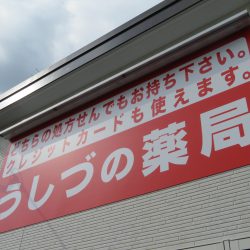 どちらの処方せんでもお持ち下さい。
クレジットカードも使えます。
うしづの薬局